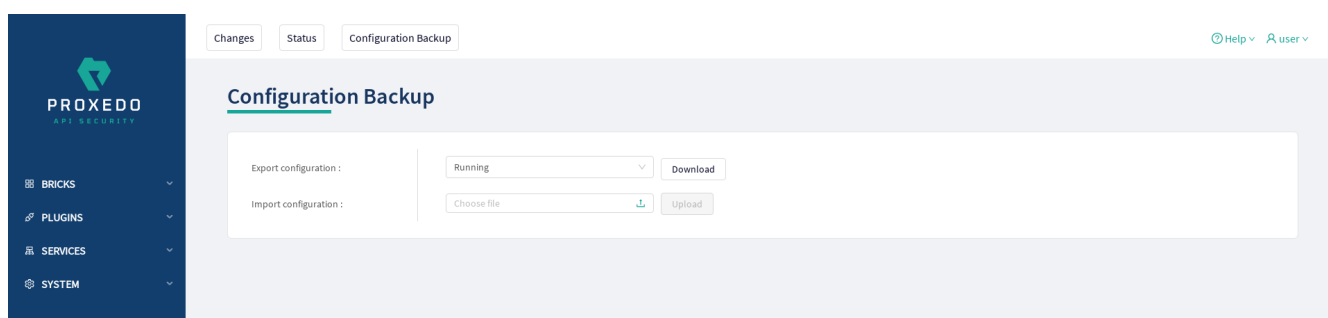 Changes Status Configuration Backup Help user
PROXEDO
API SECURITY
Configuration Backup
Export configuration : Running Download
Import configuration : Choose file Upload
BRICKS
PLUGINS
SERVICES
SYSTEM